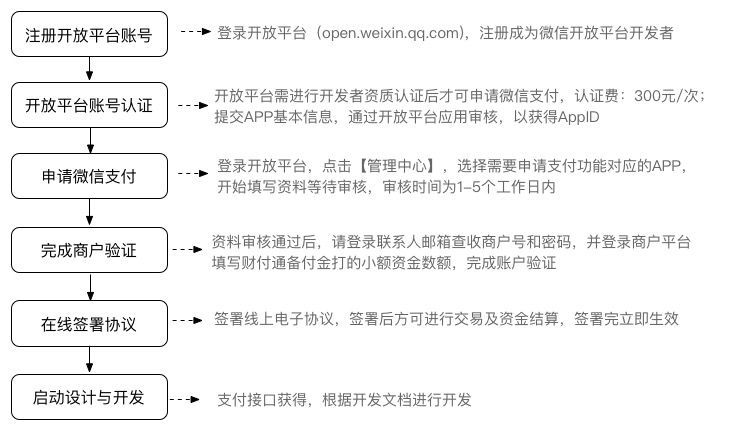 注册开放平台账号
登录开放平台（open.weixin.qq.com)，注册成为微信开放平台开发者
开放平台账号认证
开放平台需进行开发者资质认证后才可申请微信支付，认证费：300元/次；
提交APP基本信息，通过开放平台应用审核，以获得AppID
申请微信支付
登录开放平台，点击【管理中心】，选择需要申请支付功能对应的APP，
开始填写资料等待审核，审核时间为1-5个工作日内
完成商户验证
资料审核通过后，请登录联系人邮箱查收商户号和密码，并登录商户平台
填写财付通备付金打的小额资金数额，完成账户验证
在线签署协议
签署线上电子协议，签署后方可进行交易及资金结算，签署完立即生效
启动设计与开发
支付接口获得，根据开发文档进行开发